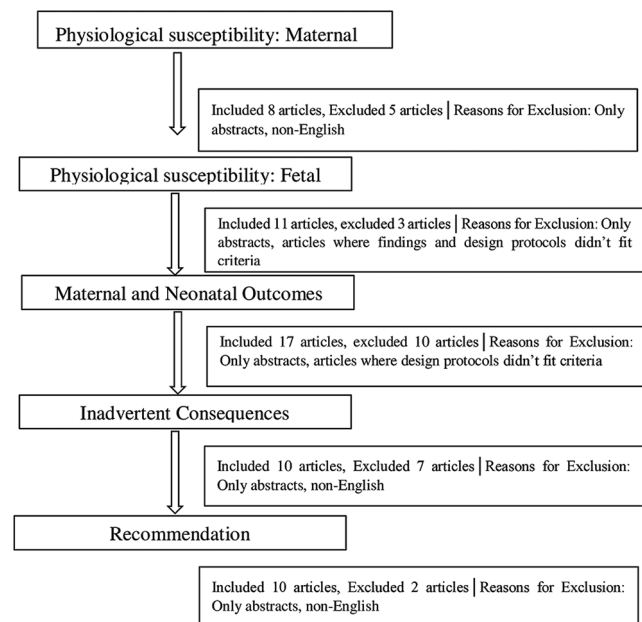 Physiological susceptibility: Maternal
Included 8 articles, Excluded 5 articles | Reasons for Exclusion: Only
abstracts, non-English
Physiological susceptibility: Fetal
Included 11 articles, excluded 3 articles | Reasons for Exclusion: Only
abstracts, articles where findings and design protocols didn't fit
criteria
Maternal and Neonatal Outcomes
Included 17 articles, excluded 10 articles | Reasons for Exclusion:
Only abstracts, articles where design protocols didn't fit criteria
Inadvertent Consequences
Included 10 articles, Excluded 7 articles | Reasons for Exclusion:
Only abstracts, non-English
Recommendation
Included 10 articles, Excluded 2 articles | Reasons for Exclusion:
Only abstracts, non-English